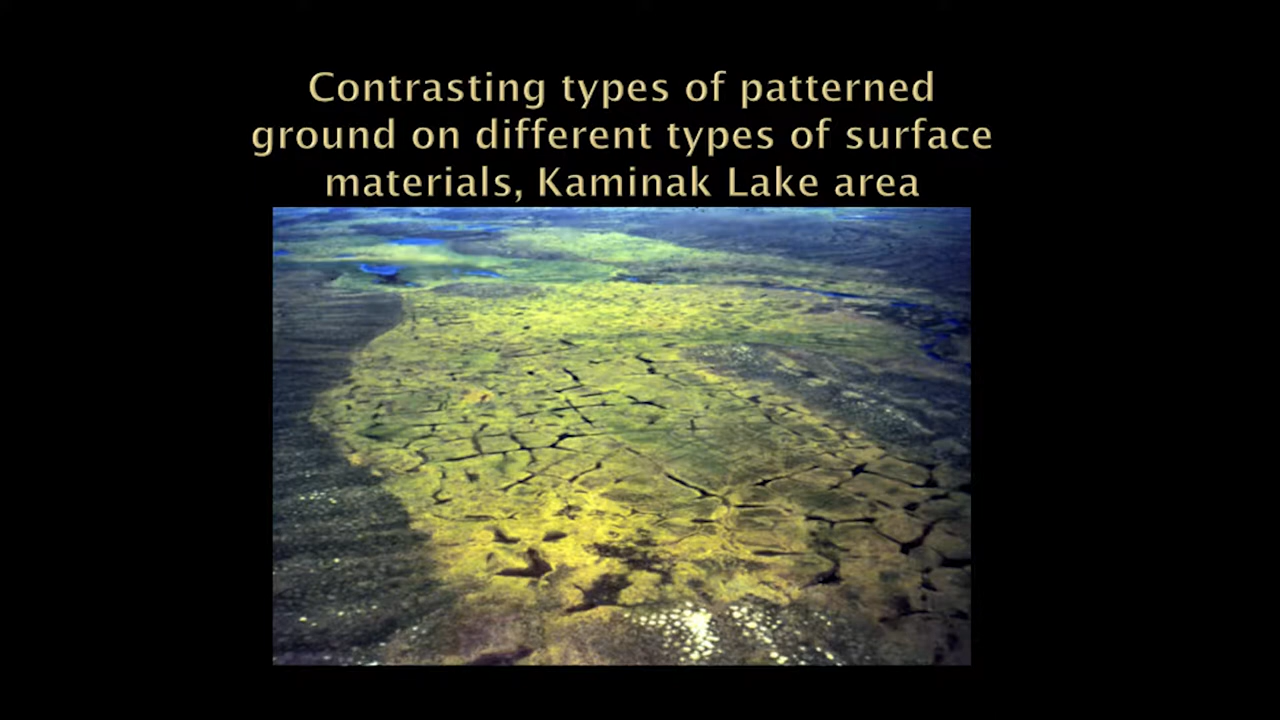 Contrasting types of patterned
ground on different types of surface
materials, Kaminak Lake area